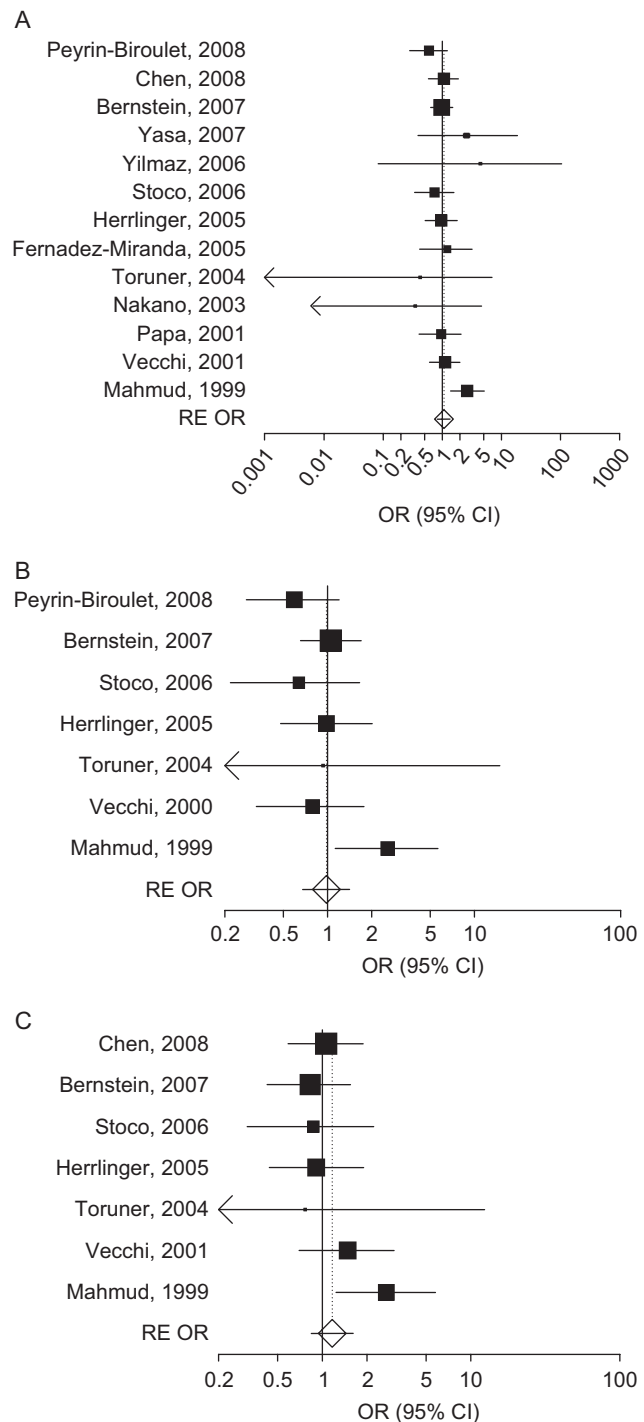 A
Peyrin-Biroulet, 2008
Chen, 2008
Bernstein, 2007
Yasa, 2007
Yilmaz, 2006
Stoco, 2006
Herrlinger, 2005
Fernadez-Miranda, 2005
Toruner, 2004
Nakano, 2003
Papa, 2001
Vecchi, 2001
Mahmud, 1999
RE OR
0.001 0.01 0.1 0.2 0.5 1 2 5 10 100 1000
OR (95% CI)
B
Peyrin-Biroulet, 2008
Bernstein, 2007
Stoco, 2006
Herrlinger, 2005
Toruner, 2004
Vecchi, 2000
Mahmud, 1999
RE OR
0.2 0.5 1 2 5 10 100
OR (95% CI)
C
Chen, 2008
Bernstein, 2007
Stoco, 2006
Herrlinger, 2005
Toruner, 2004
Vecchi, 2001
Mahmud, 1999
RE OR
0.2 0.5 1 2 5 10 100
OR (95% CI)